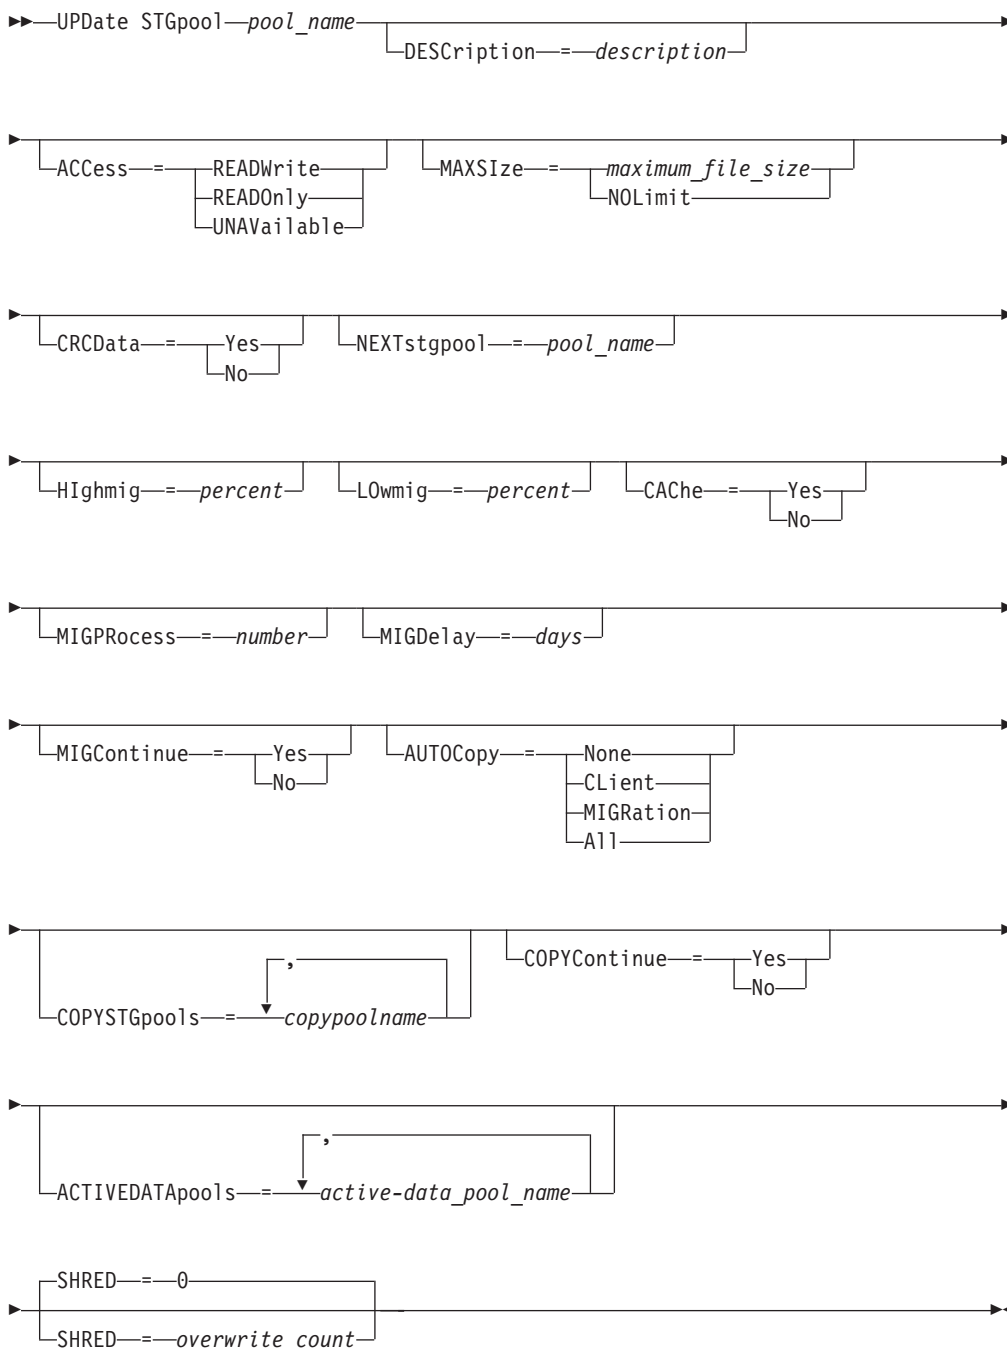 UPDate STGpool pool_name
DESCription = description
ACCess = READWrite
READOnly
UNAVailable
MAXSIze = maximum_file_size
NOLimit
CRCData = Yes
No
NEXTstgpool = pool_name
HIghmig = percent
LOwmig = percent
CAChe = Yes
No
MIGPRocess = number
MIGDelay = days
MIGContinue = Yes
No
AUTOCopy = None
CLient
MIGRation
All
,
COPYSTGpools = copypoolname
COPYContinue = Yes
No
,
ACTIVEDATApools = active-data_pool_name
SHRED = 0
SHRED = overwrite count